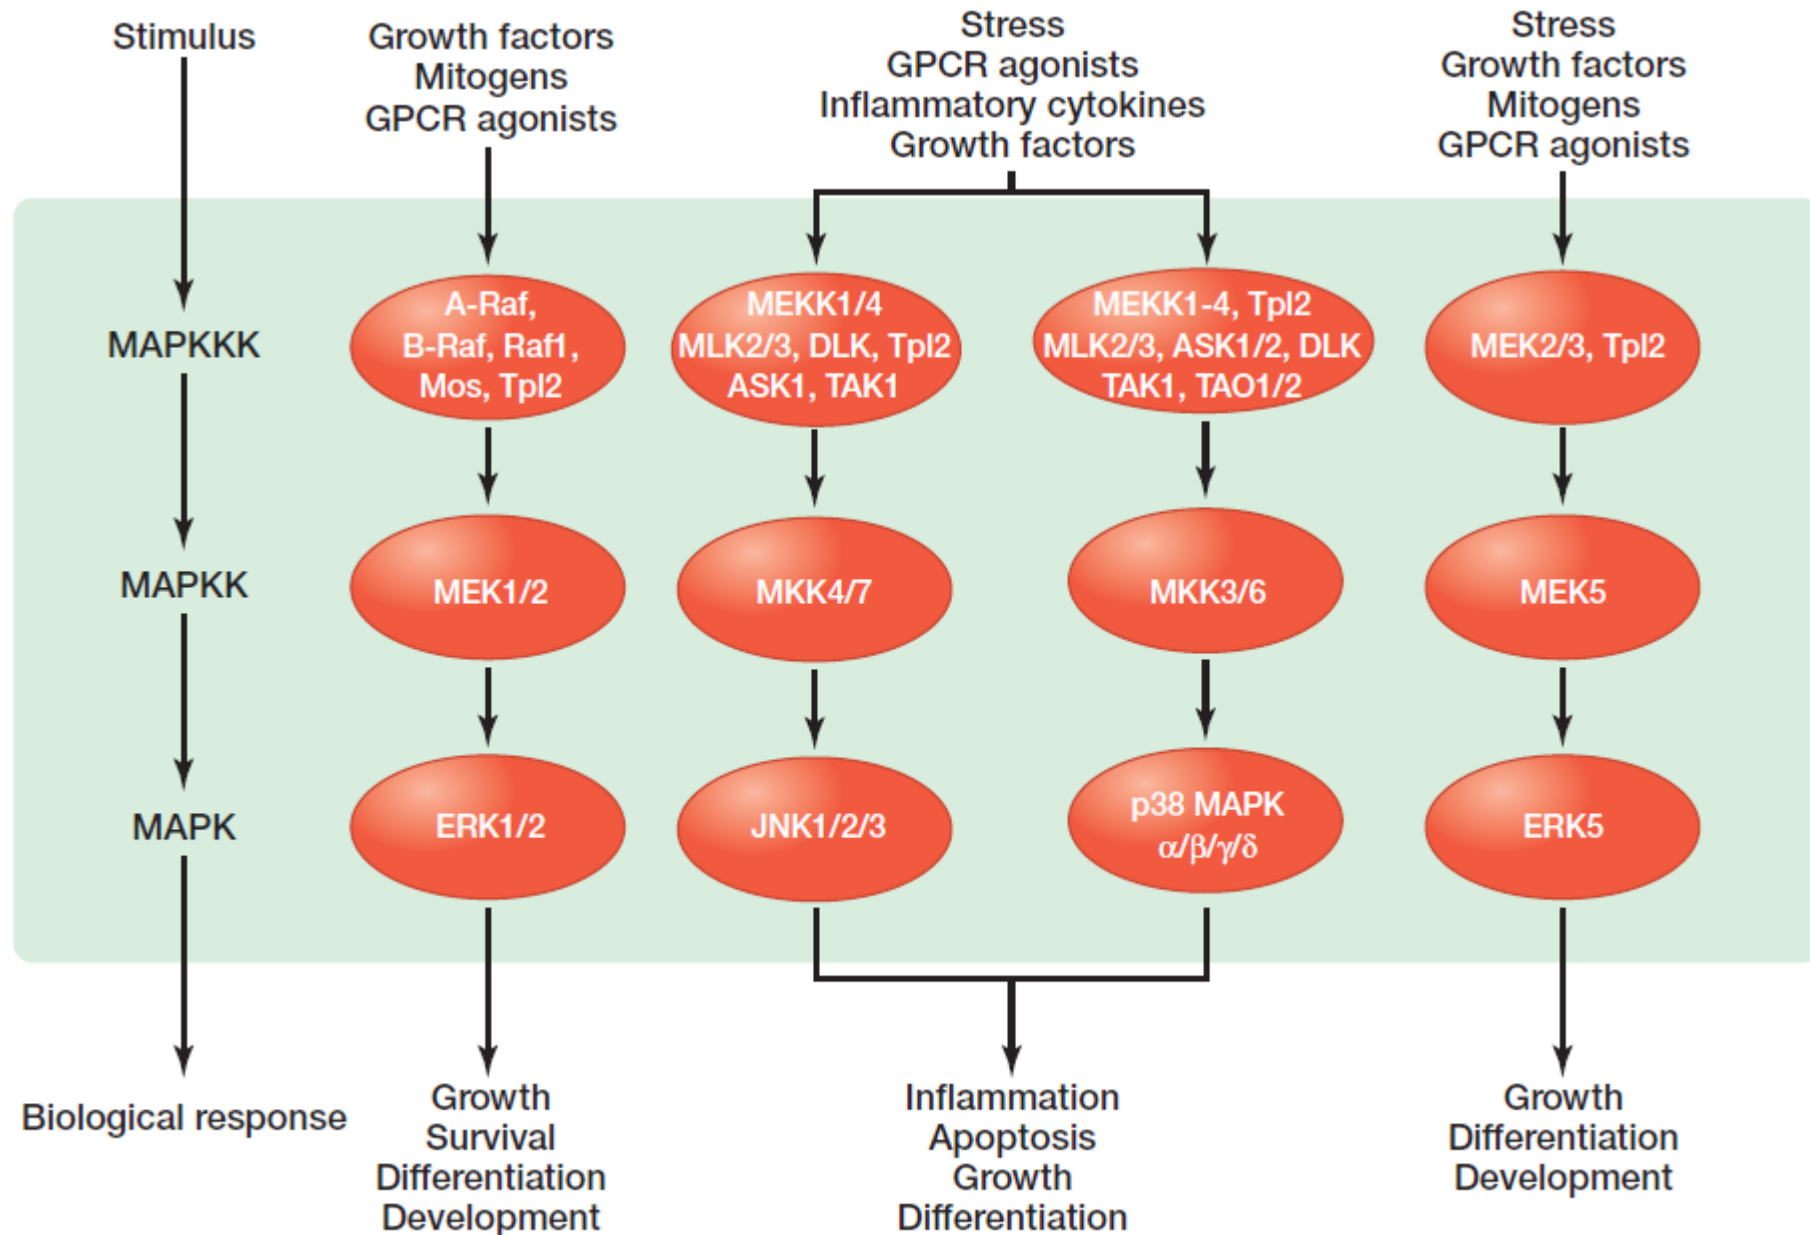 Stimulus
Growth factors
Mitogens
GPCR agonists
Stress
GPCR agonists
Inflammatory cytokines
Growth factors
Stress
Growth factors
Mitogens
GPCR agonists
MAPKKK
A-Raf,
B-Raf, Raf1,
Mos, Tpl2
MEKK1/4
MLK2/3, DLK, Tpl2
ASK1, TAK1
MEKK1-4, Tpl2
MLK2/3, ASK1/2, DLK
TAK1, TAO1/2
MEK2/3, Tpl2
MAPKK
MEK1/2
MKK4/7
MKK3/6
MEK5
MAPK
ERK1/2
JNK1/2/3
p38 MAPK
α/β/γ/δ
ERK5
Biological response
Growth
Survival
Differentiation
Development
Inflammation
Apoptosis
Growth
Differentiation
Growth
Differentiation
Development